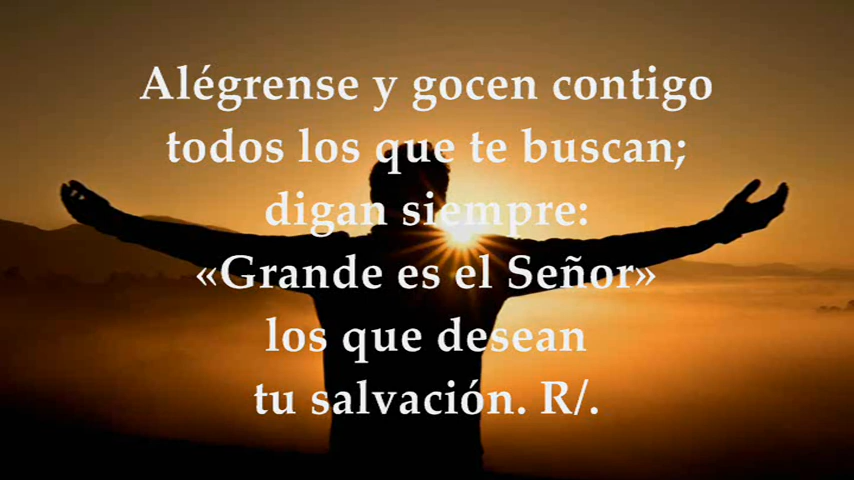 Alégrense y gocen contigo
todos los que te buscan;
digan siempre:
«Grande es el Señor»
los que desean
tu salvación. R/.